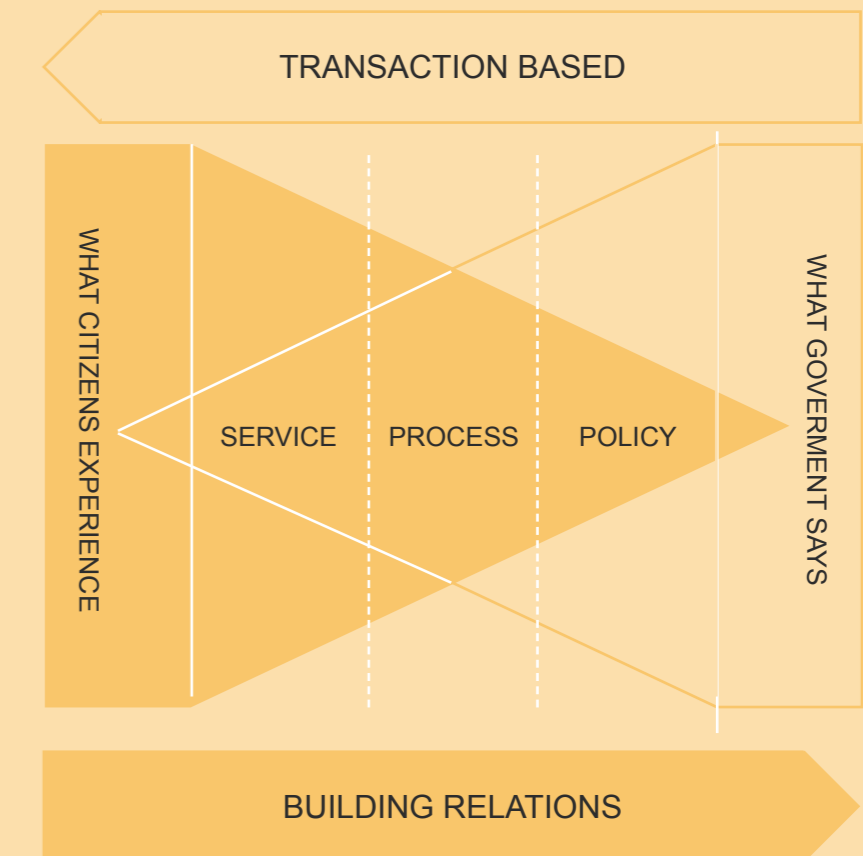 TRANSACTION BASED
WHAT CITIZENS EXPERIENCE
SERVICE
PROCESS
POLICY
WHAT GOVERMENT SAYS
BUILDING RELATIONS